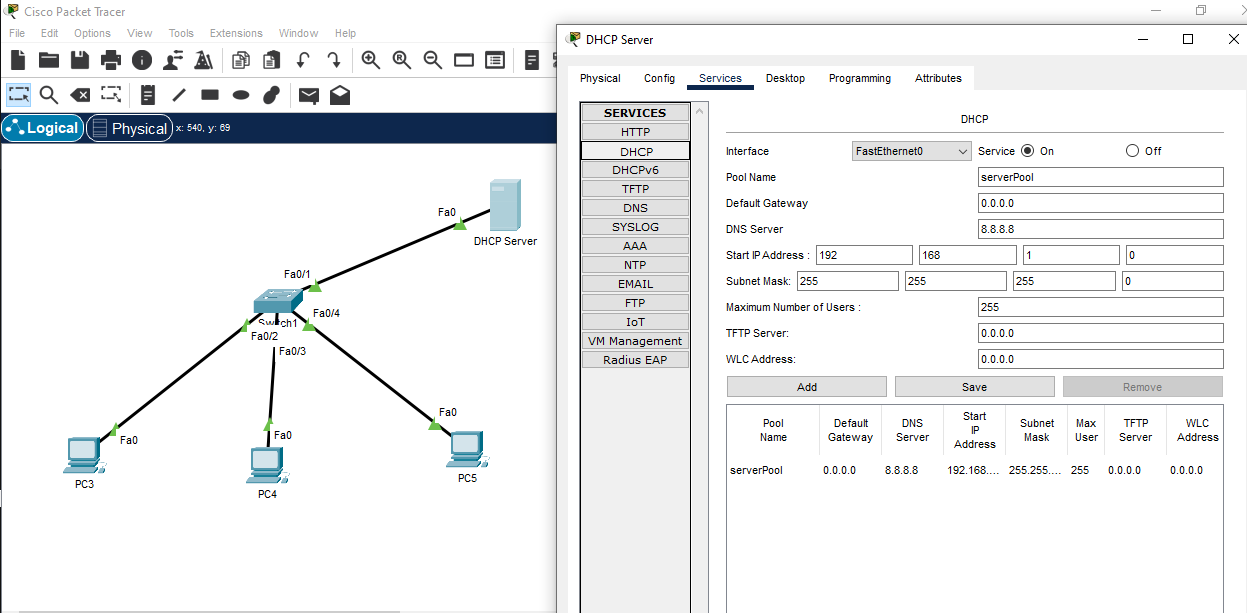 Cisco Packet Tracer
File Edit Options View Tools Extensions Window Help
Logical Physical x: 540, y: 69
Fa0
DHCP Server
Fa0/1
Switch1
Fa0/4
Fa0/2
Fa0/3
Fa0
PC3
Fa0
PC4
Fa0
PC5
DHCP Server
Physical Config Services Desktop Programming Attributes
SERVICES
HTTP
DHCP
DHCPv6
TFTP
DNS
SYSLOG
AAA
NTP
EMAIL
FTP
IoT
VM Management
Radius EAP
DHCP
Interface FastEthernet0 Service On Off
Pool Name serverPool
Default Gateway 0.0.0.0
DNS Server 8.8.8.8
Start IP Address : 192 168 1 0
Subnet Mask: 255 255 255 0
Maximum Number of Users : 255
TFTP Server: 0.0.0.0
WLC Address: 0.0.0.0
Add Save Remove
Pool Name Default Gateway DNS Server Start IP Address Subnet Mask Max User TFTP Server WLC Address
serverPool 0.0.0.0 8.8.8.8 192.168.... 255.255.... 255 0.0.0.0 0.0.0.0